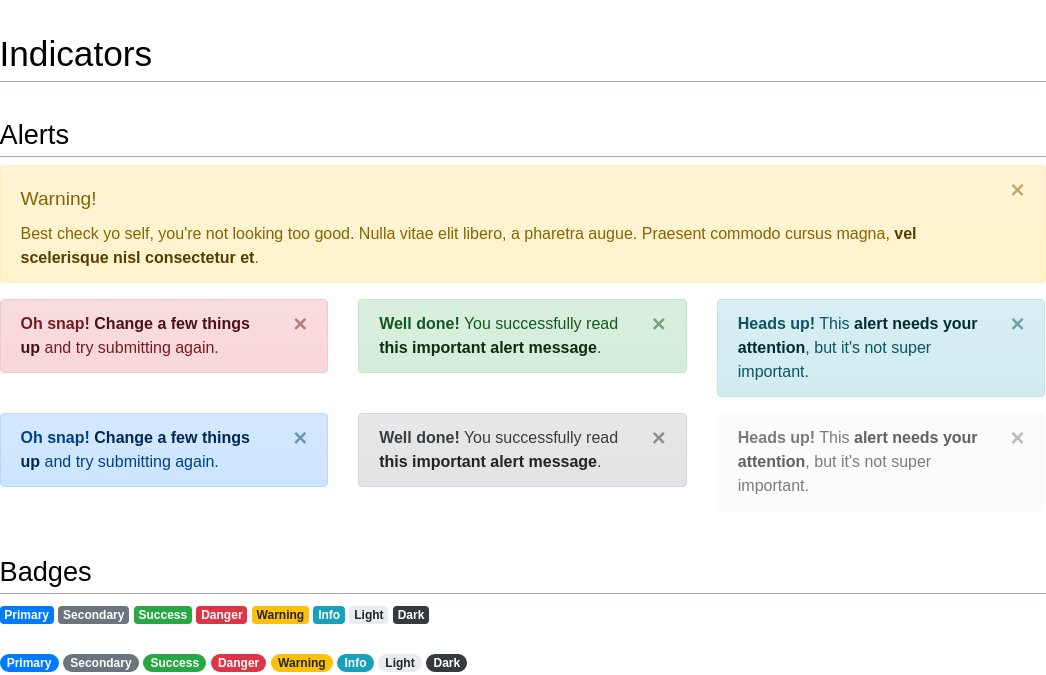 Indicators
Alerts
Warning!
×
Best check yo self, you're not looking too good. Nulla vitae elit libero, a pharetra augue. Praesent commodo cursus magna, vel
scelerisque nisl consectetur et.
Oh snap! Change a few things
up and try submitting again.
×
Well done! You successfully read
this important alert message.
×
Heads up! This alert needs your
attention, but it's not super
important.
×
Oh snap! Change a few things
up and try submitting again.
×
Well done! You successfully read
this important alert message.
×
Heads up! This alert needs your
attention, but it's not super
important.
×
Badges
Primary Secondary Success Danger Warning Info Light Dark
Primary Secondary Success Danger Warning Info Light Dark